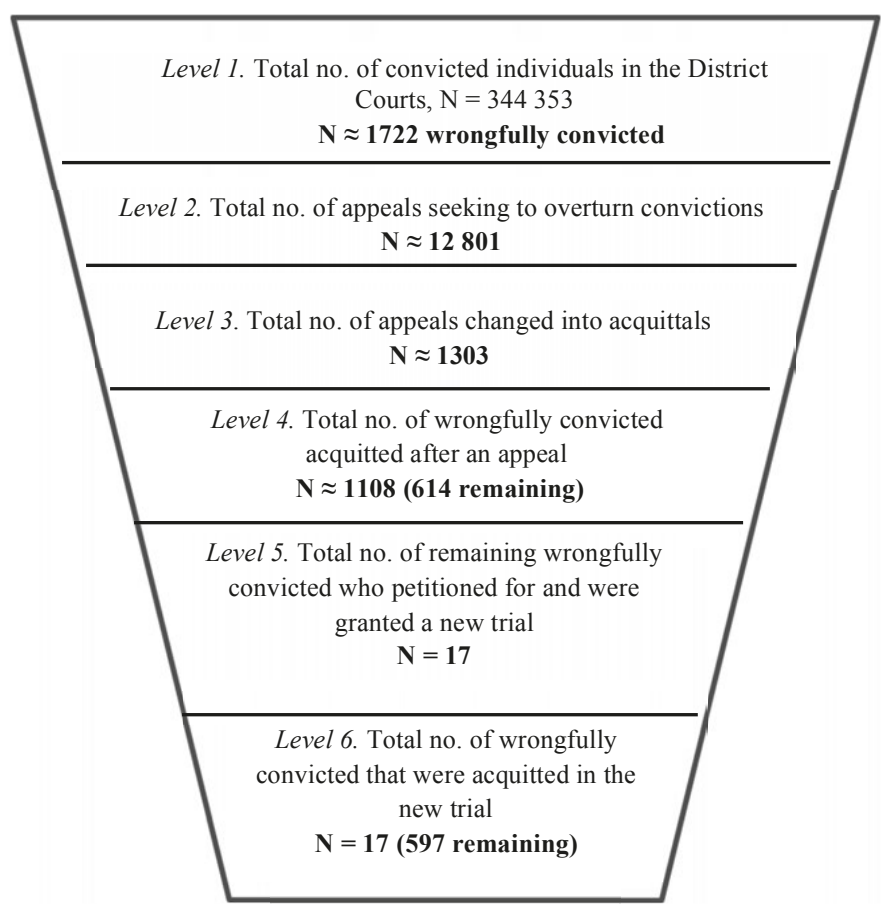 Level 1. Total no. of convicted individuals in the District
Courts, N = 344 353
N ≈ 1722 wrongfully convicted
Level 2. Total no. of appeals seeking to overturn convictions
N ≈ 12 801
Level 3. Total no. of appeals changed into acquittals
N ≈ 1303
Level 4. Total no. of wrongfully convicted
acquitted after an appeal
N ≈ 1108 (614 remaining)
Level 5. Total no. of remaining wrongfully
convicted who petitioned for and were
granted a new trial
N = 17
Level 6. Total no. of wrongfully
convicted that were acquitted in the
new trial
N = 17 (597 remaining)